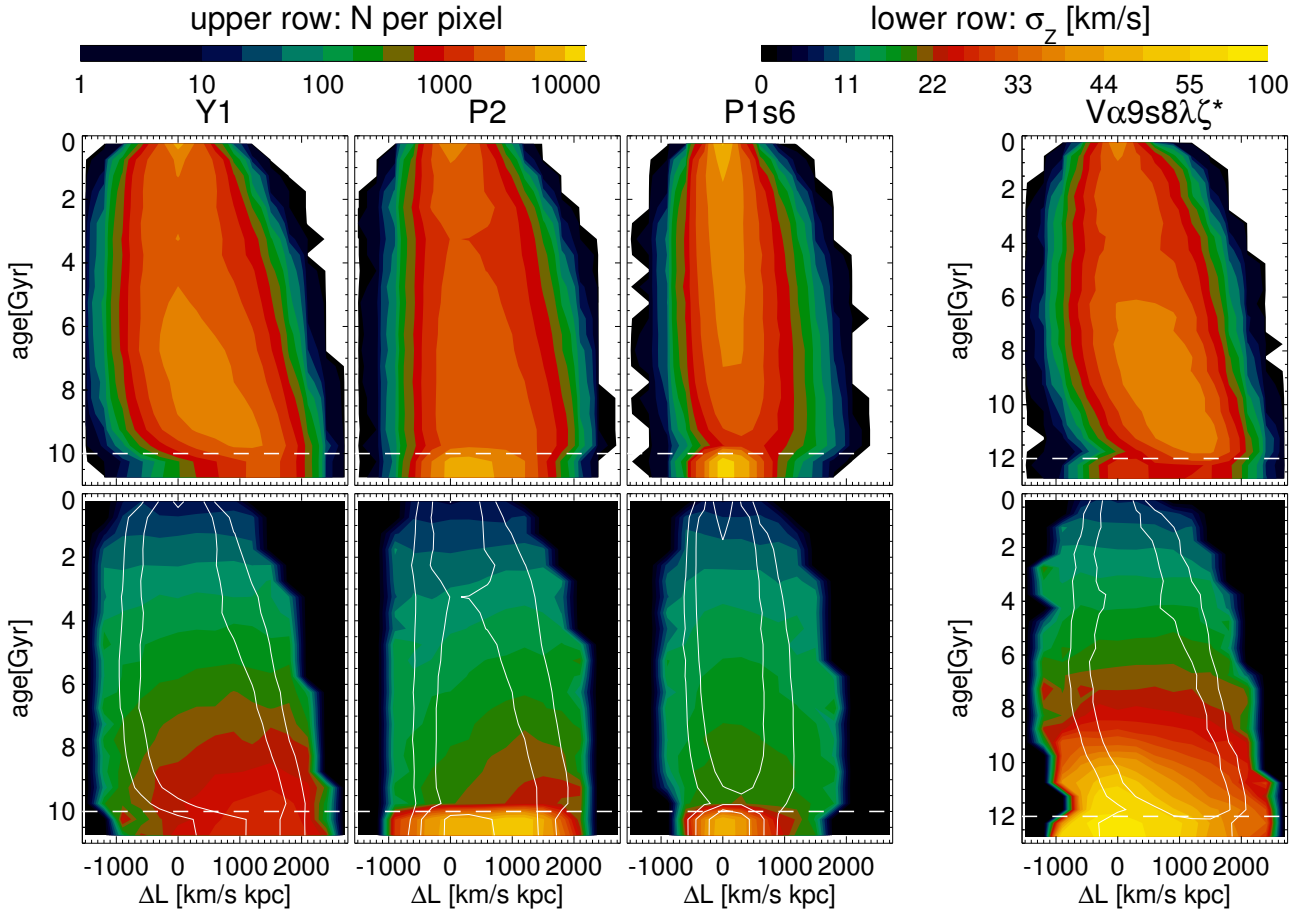 upper row: N per pixel
lower row: σz [km/s]
1 10 100 1000 10000
0 11 22 33 44 55 100
Y1
P2
P1s6
Vα9s8λζ*
age[Gyr]
0
2
4
6
8
10
age[Gyr]
0
2
4
6
8
10
12
age[Gyr]
0
2
4
6
8
10
-1000 0 1000 2000
ΔL [km/s kpc]
-1000 0 1000 2000
ΔL [km/s kpc]
-1000 0 1000 2000
ΔL [km/s kpc]
age[Gyr]
0
2
4
6
8
10
12
-1000 0 1000 2000
ΔL [km/s kpc]